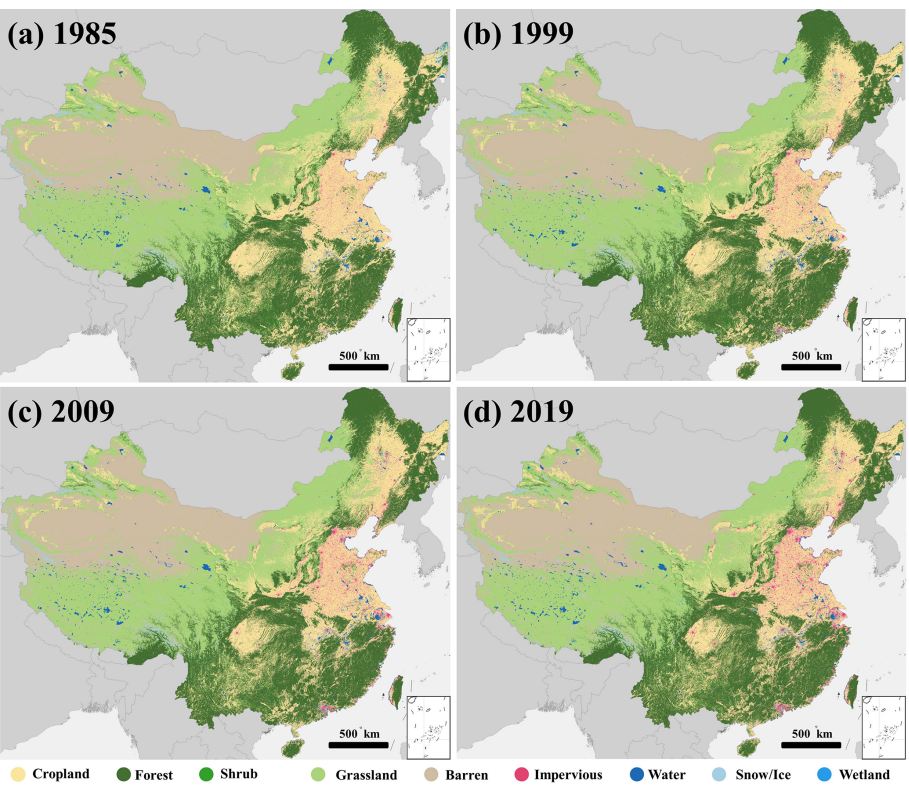 (a) 1985
(b) 1999
500 km
500 km
(c) 2009
(d) 2019
500 km
500 km
Cropland Forest Shrub Grassland Barren Impervious Water Snow/Ice Wetland